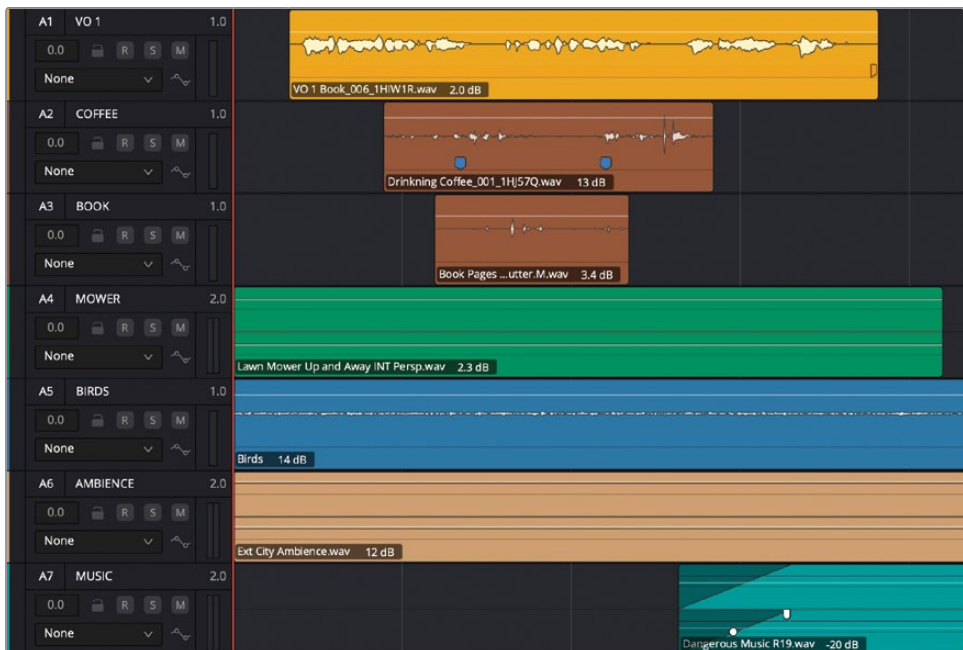 A1 VO 1 1.0
0.0 R S M
None
VO 1 Book_006_1HIW1R.wav 2.0 dB
A2 COFFEE 1.0
0.0 R S M
None
Drinkning Coffee_001_1HJ57Q.wav 13 dB
A3 BOOK 1.0
0.0 R S M
None
Book Pages ...utter.M.wav 3.4 dB
A4 MOWER 2.0
0.0 R S M
None
Lawn Mower Up and Away INT Persp.wav 2.3 dB
A5 BIRDS 1.0
0.0 R S M
None
Birds 14 dB
A6 AMBIENCE 2.0
0.0 R S M
None
Ext City Ambience.wav 12 dB
A7 MUSIC 2.0
0.0 R S M
None
Dangerous Music R19.wav -20 dB